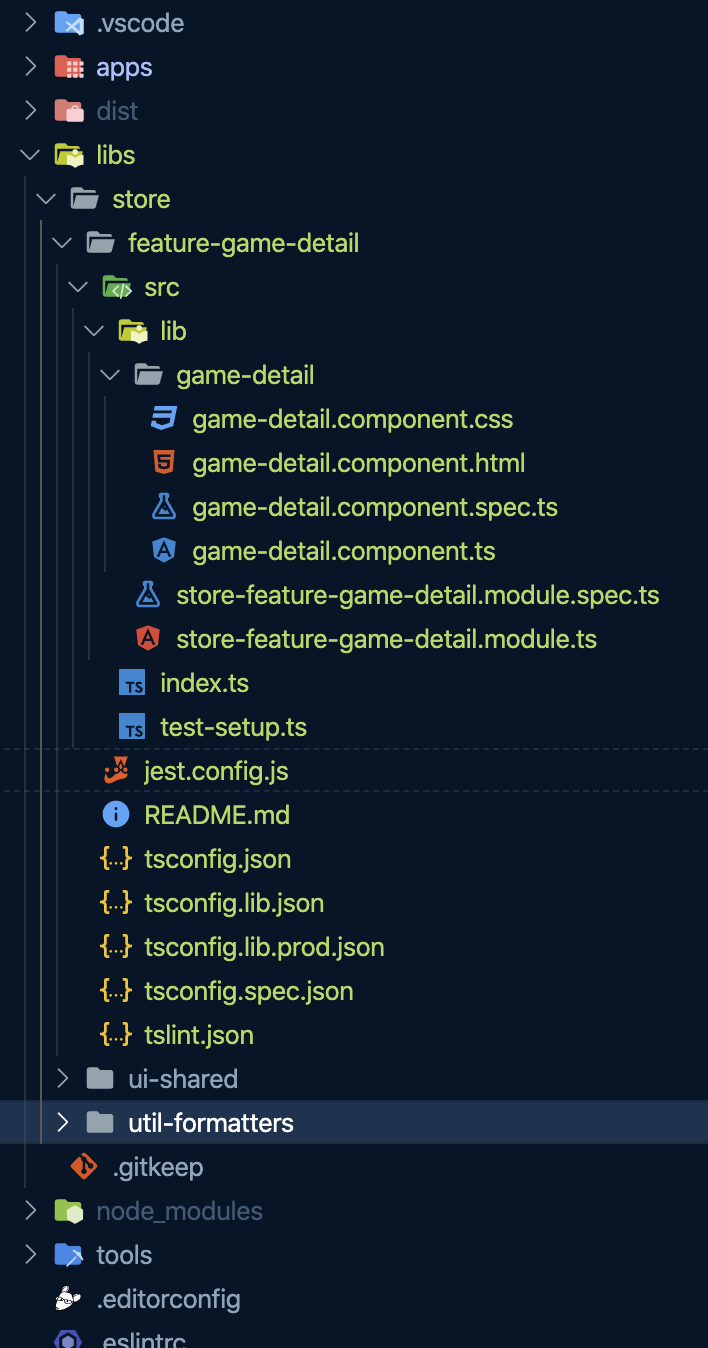 .vscode
apps
dist
libs
store
feature-game-detail
src
lib
game-detail
game-detail.component.css
game-detail.component.html
game-detail.component.spec.ts
game-detail.component.ts
store-feature-game-detail.module.spec.ts
store-feature-game-detail.module.ts
TS index.ts
TS test-setup.ts
jest.config.js
README.md
{...} tsconfig.json
{...} tsconfig.lib.json
{...} tsconfig.lib.prod.json
{...} tsconfig.spec.json
{...} tslint.json
ui-shared
util-formatters
.gitkeep
node_modules
tools
.editorconfig
.eslintrc